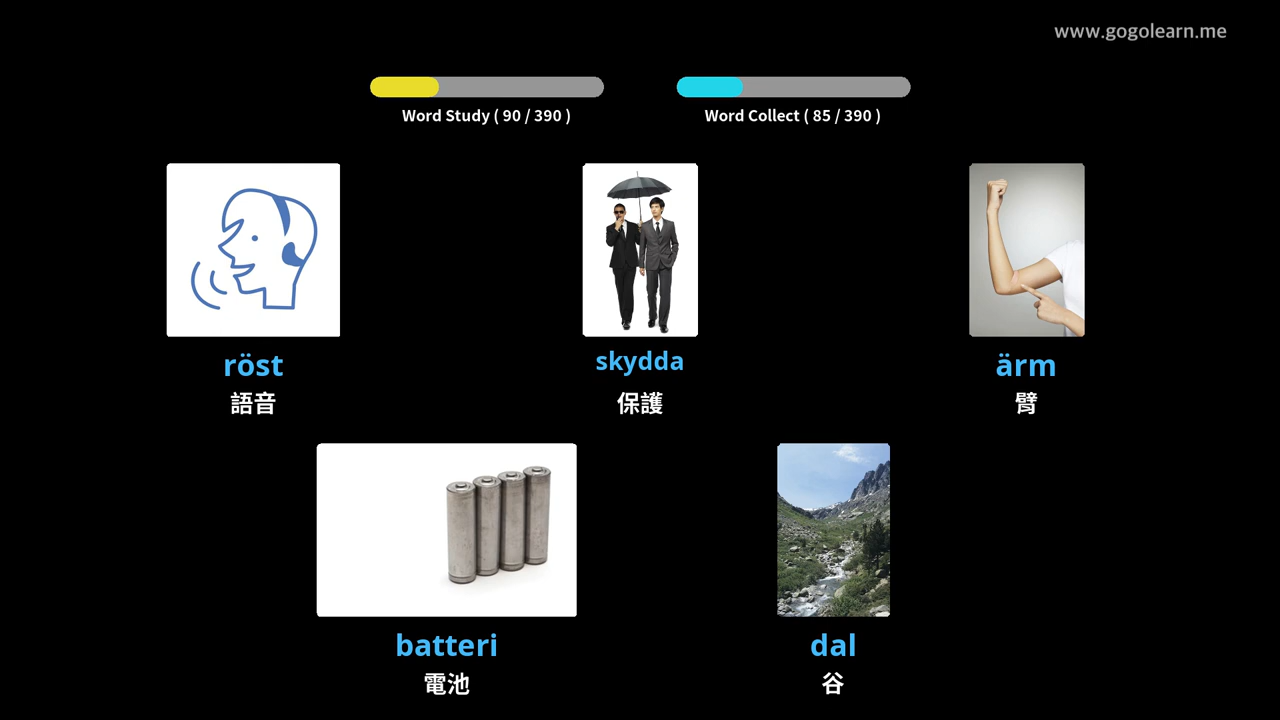 www.gogolearn.me
Word Study ( 90 / 390 )
Word Collect ( 85 / 390 )
röst
語音
skydda
保護
ärm
臂
batteri
電池
dal
谷